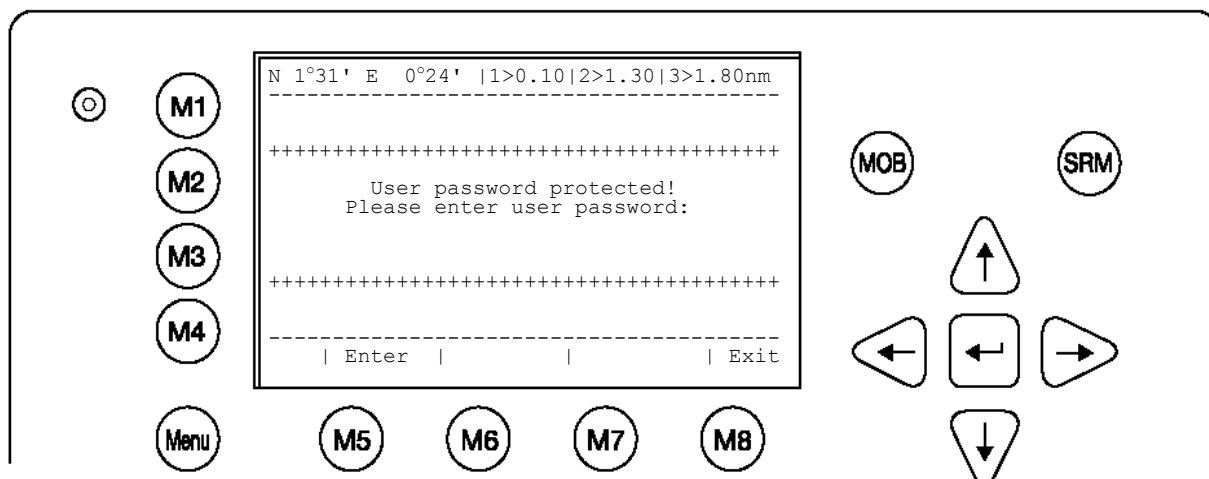 N 1°31' E 0°24' |1>0.10|2>1.30|3>1.80nm
----------------------------------------
++++++++++++++++++++++++++++++++++++++++
User password protected!
Please enter user password:
++++++++++++++++++++++++++++++++++++++++
----------------------------------------
| Enter | | | Exit
M1
M2
M3
M4
Menu
M5
M6
M7
M8
MOB
SRM